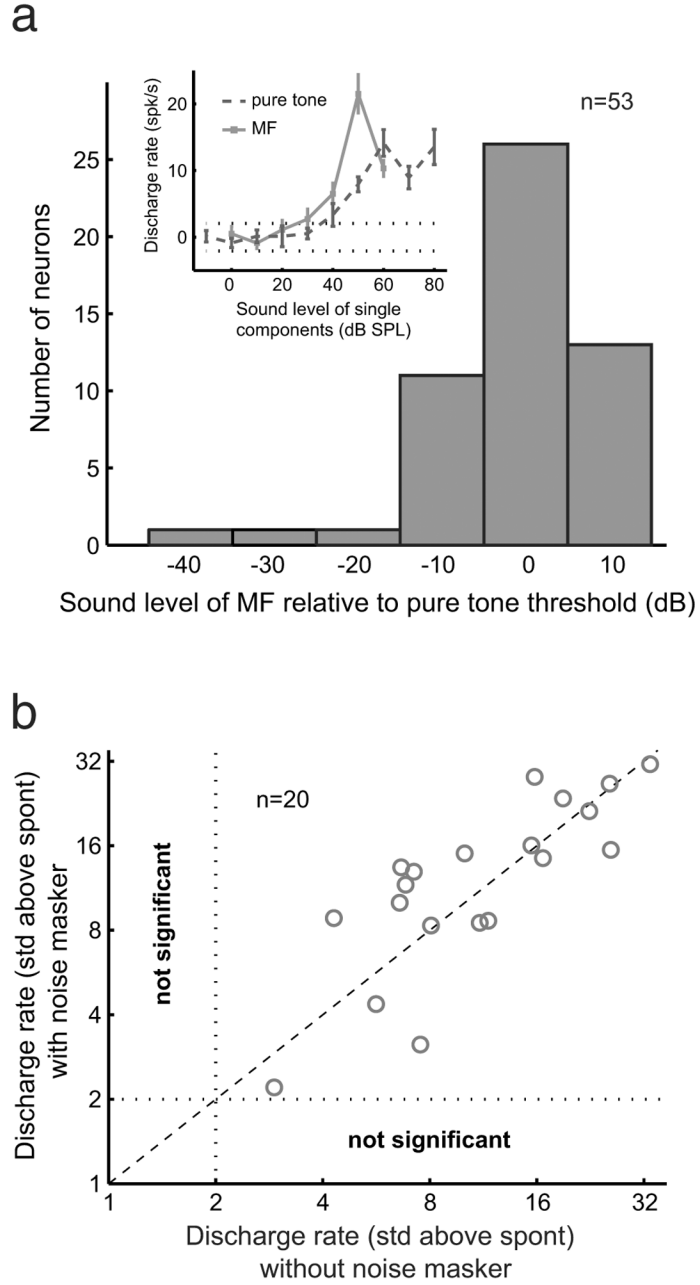 a
n=53
pure tone
MF
Discharge rate (spk/s)
20
10
0
0
20
40
60
80
Sound level of single
components (dB SPL)
Number of neurons
25
20
15
10
5
0
-40
-30
-20
-10
0
10
Sound level of MF relative to pure tone threshold (dB)
b
n=20
Discharge rate (std above spont)
with noise masker
32
16
8
4
2
1
not significant
not significant
1
2
4
8
16
32
Discharge rate (std above spont)
without noise masker